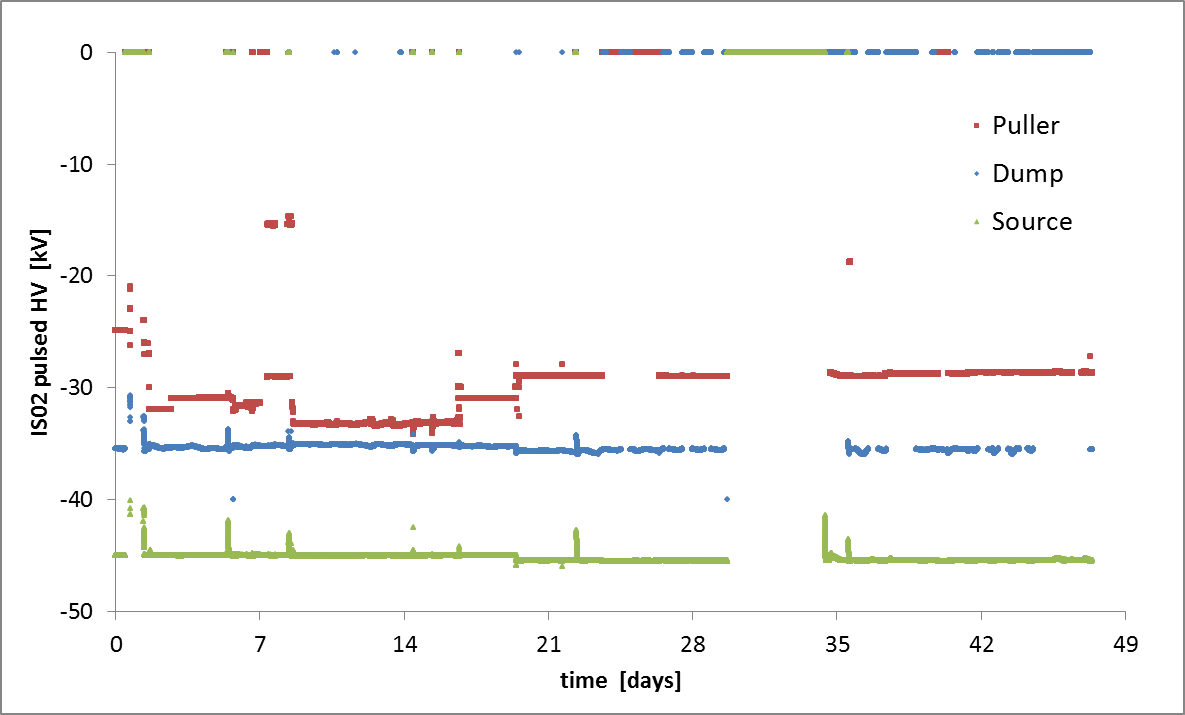 0
-10
-20
-30
-40
-50
IS02 pulsed HV [kV]
Puller
Dump
Source
0 7 14 21 28 35 42 49
time [days]